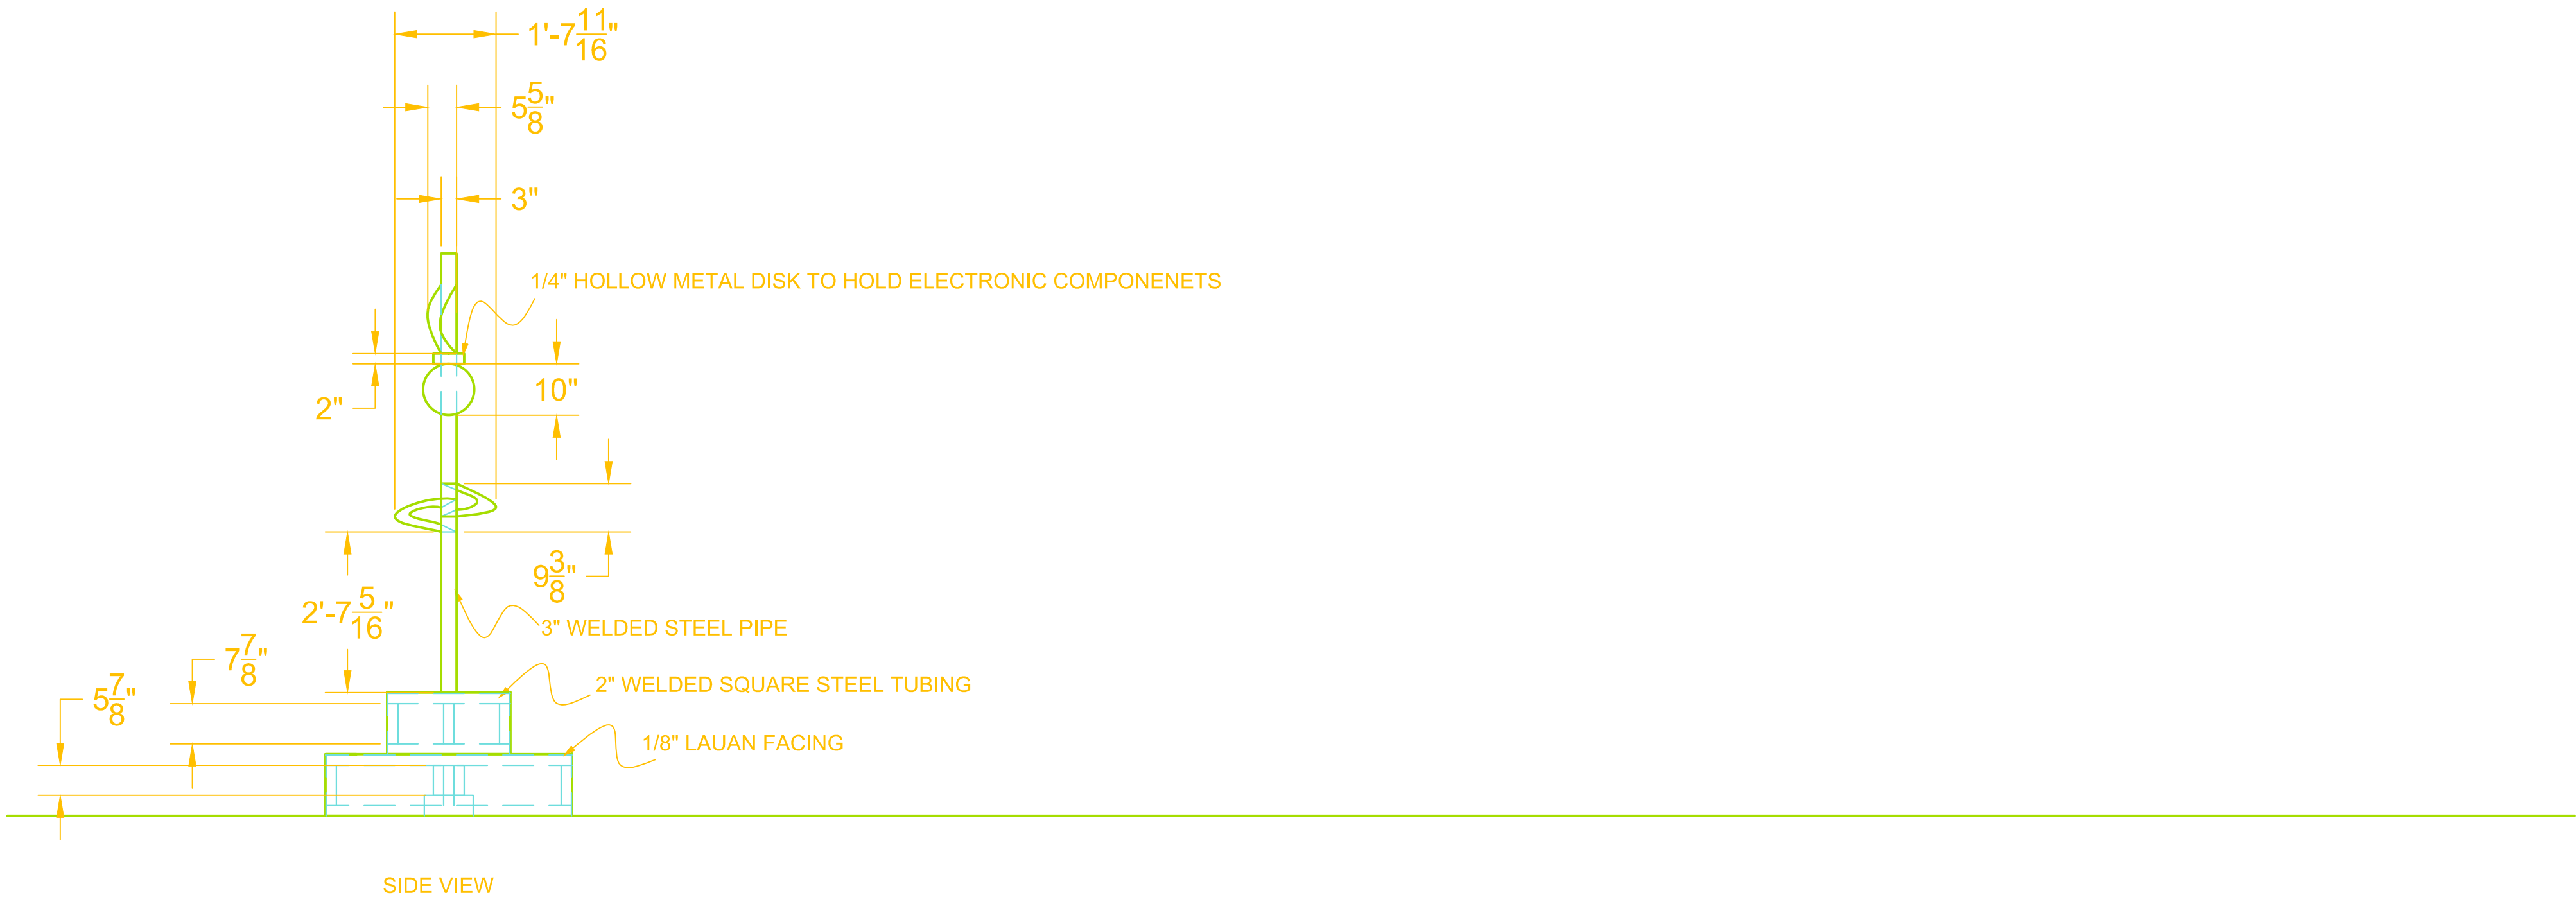 1'-7 11/16"
5 5/8"
3"
1/4" HOLLOW METAL DISK TO HOLD ELECTRONIC COMPONENETS
10"
2"
9 3/8"
2'-7 5/16"
3" WELDED STEEL PIPE
7 7/8"
5 7/8"
2" WELDED SQUARE STEEL TUBING
1/8" LAUAN FACING
SIDE VIEW